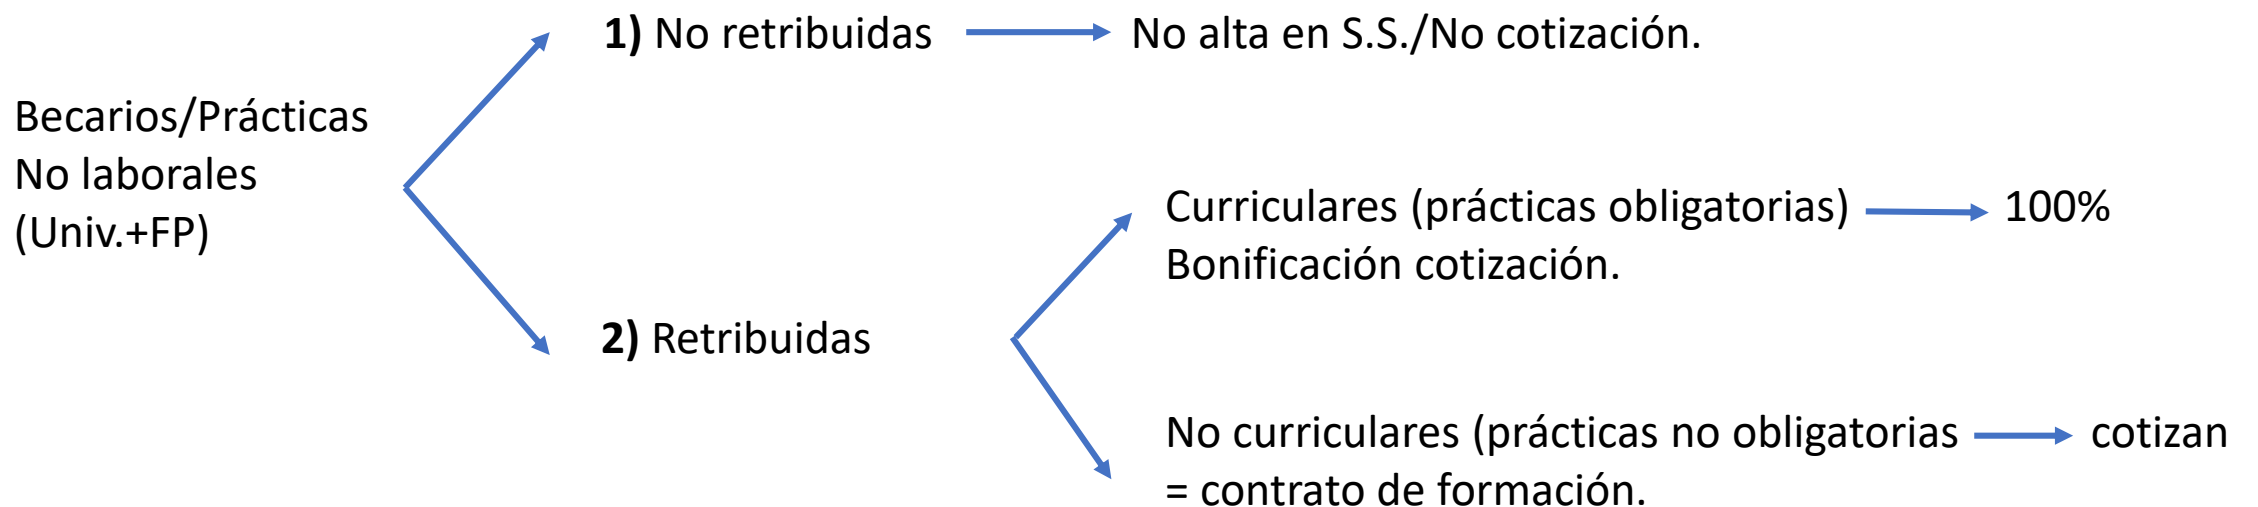 1) No retribuidas
No alta en S.S./No cotización.
Becarios/Prácticas
No laborales
(Univ.+FP)
2) Retribuidas
Curriculares (prácticas obligatorias)
100%
Bonificación cotización.
No curriculares (prácticas no obligatorias
cotizan
= contrato de formación.